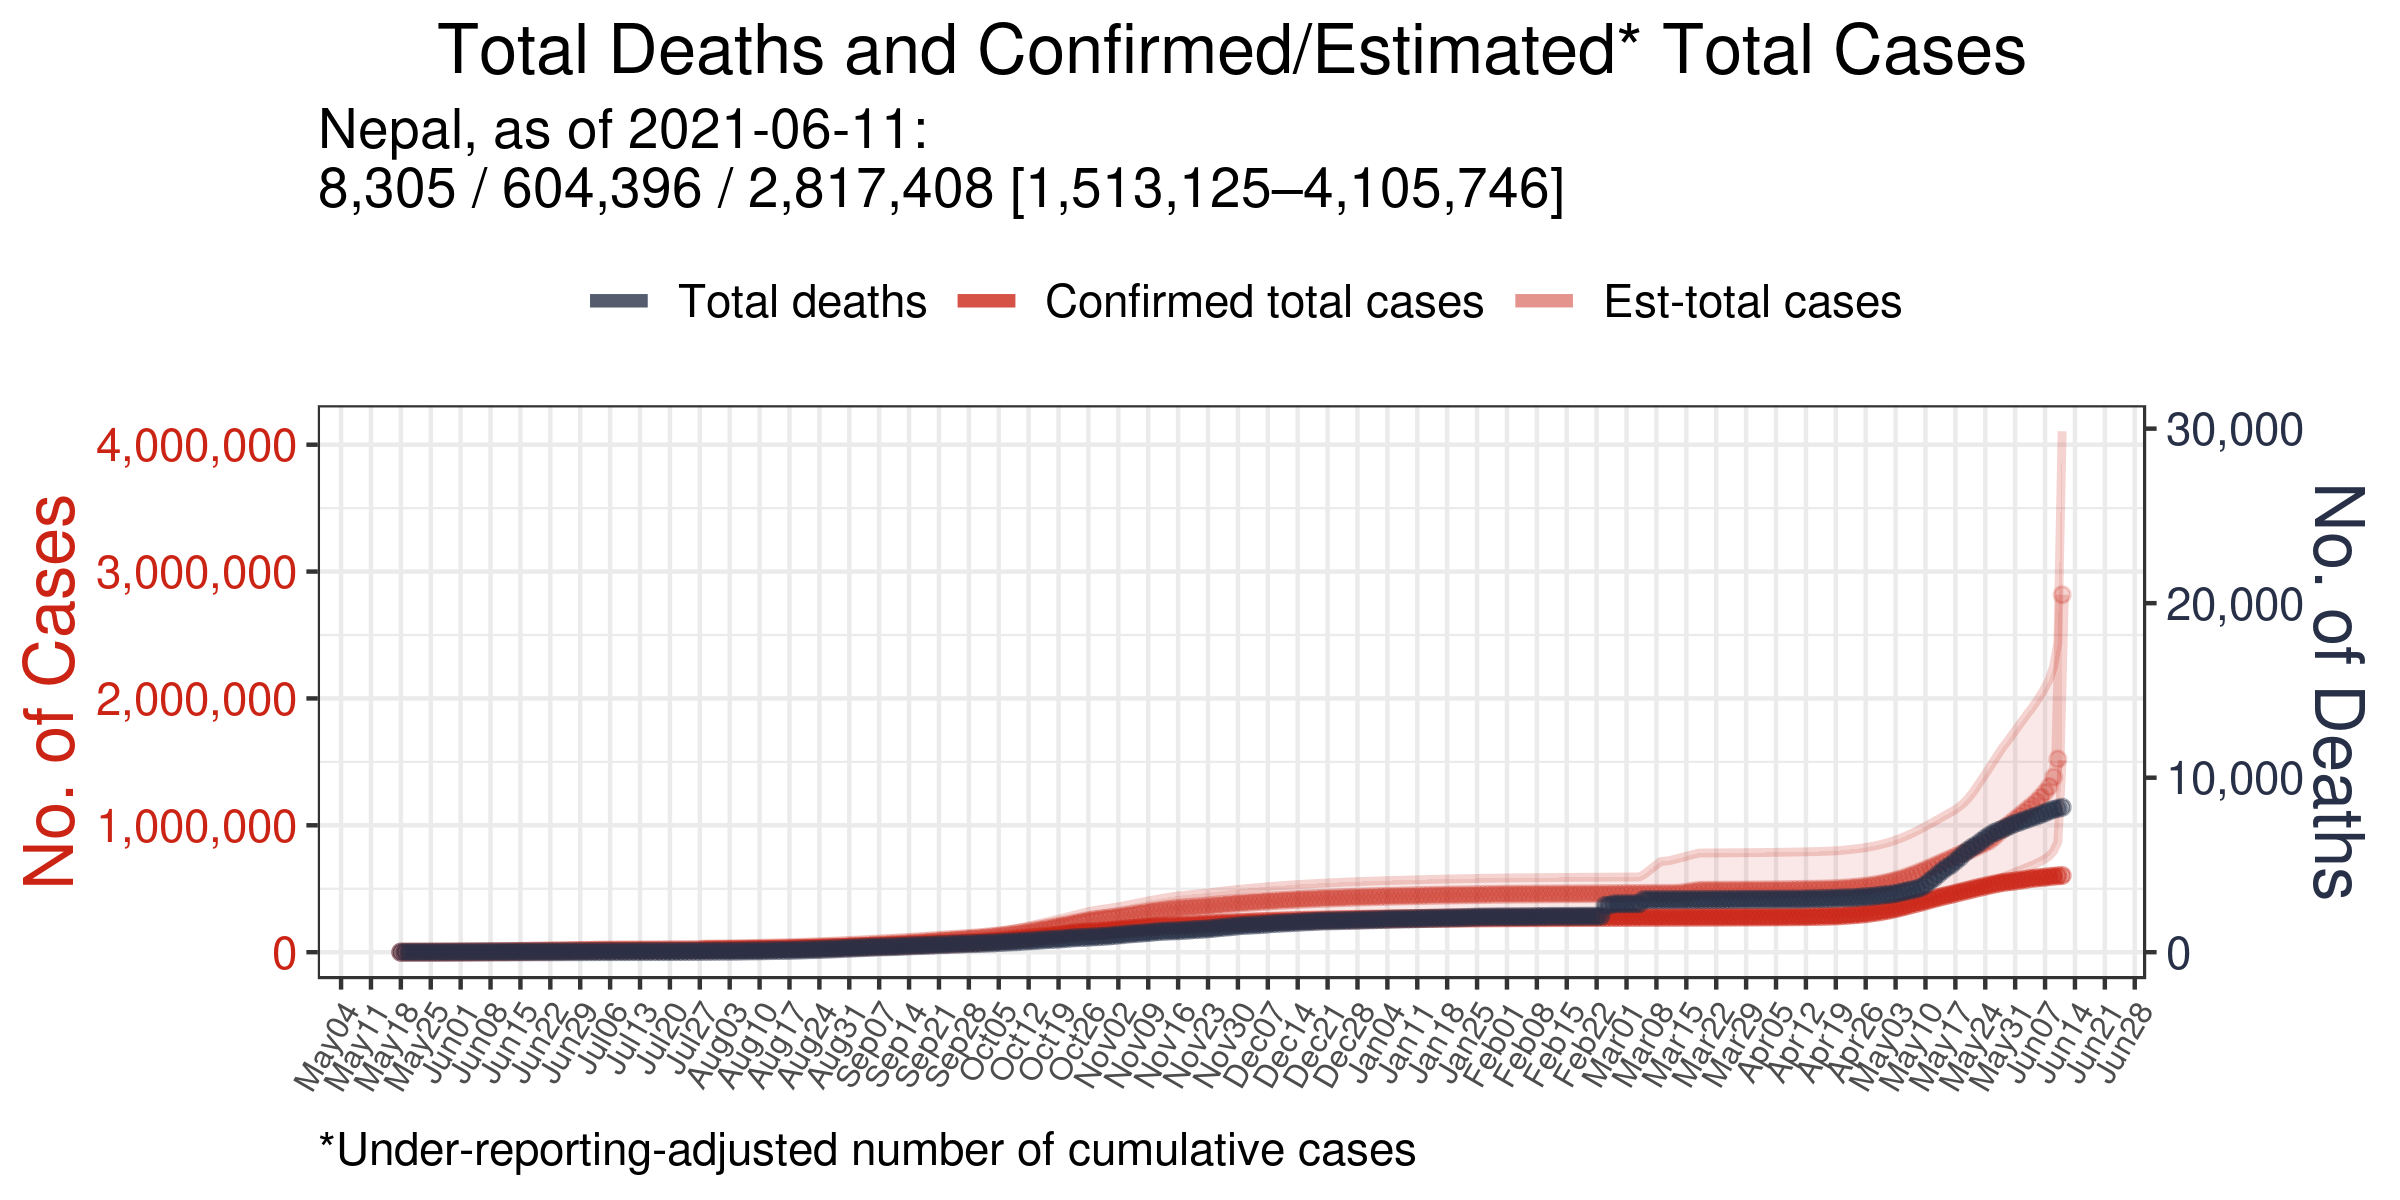 Total Deaths and Confirmed/Estimated* Total Cases
Nepal, as of 2021-06-11:
8,305 / 604,396 / 2,817,408 [1,513,125–4,105,746]
Total deaths
Confirmed total cases
Est-total cases
No. of Cases
4,000,000
3,000,000
2,000,000
1,000,000
0
30,000
20,000
10,000
0
No. of Deaths
May04
May11
May18
May25
Jun01
Jun08
Jun15
Jun22
Jun29
Jul06
Jul13
Jul20
Jul27
Aug03
Aug10
Aug17
Aug24
Aug31
Sep07
Sep14
Sep21
Sep28
Oct05
Oct12
Oct19
Oct26
Nov02
Nov09
Nov16
Nov23
Nov30
Dec07
Dec14
Dec21
Dec28
Jan04
Jan11
Jan18
Jan25
Feb01
Feb08
Feb15
Feb22
Mar01
Mar08
Mar15
Mar22
Mar29
Apr05
Apr12
Apr19
Apr26
May03
May10
May17
May24
May31
Jun07
Jun14
Jun21
Jun28
*Under-reporting-adjusted number of cumulative cases